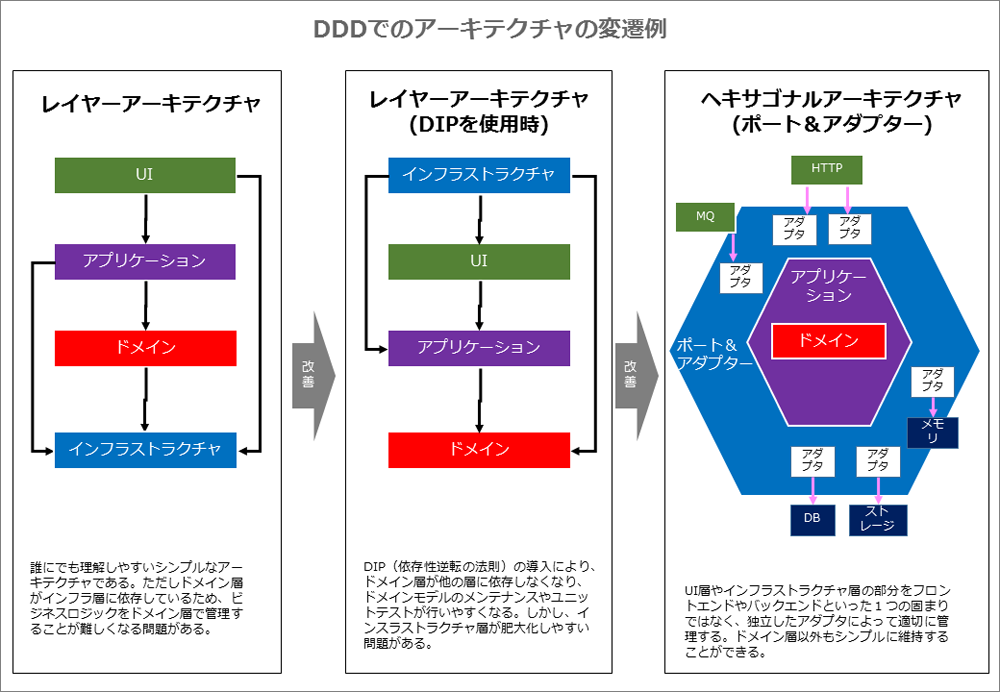 DDDでのアーキテクチャの変遷例
レイヤーアーキテクチャ
UI
アプリケーション
ドメイン
インフラストラクチャ
誰にでも理解しやすいシンプルなアー
キテクチャである。ただしドメイン層
がインフラ層に依存しているため、ビ
ジネスロジックをドメイン層で管理す
ることが難しくなる問題がある。
改
善
レイヤーアーキテクチャ
(DIPを使用時)
インフラストラクチャ
UI
アプリケーション
ドメイン
DIP（依存性逆転の法則）の導入により、
ドメイン層が他の層に依存しなくなり、
ドメインモデルのメンテナンスやユニッ
トテストが行いやすくなる。しかし、イ
ンスラストラクチャ層が肥大化しやすい
問題がある。
改
善
ヘキサゴナルアーキテクチャ
(ポート＆アダプター)
HTTP
MQ
アダ
プタ
アダ
プタ
アダ
プタ
アプリケー
ション
ドメイン
ポート＆
アダプター
アダ
プタ
メモ
リ
アダ
プタ
アダ
プタ
DB
スト
レージ
UI層やインフラストラクチャ層の部分をフロント
エンドやバックエンドといった１つの固まり
ではなく、独立したアダプタによって適切に管
理する。ドメイン層以外もシンプルに維持する
ことができる。